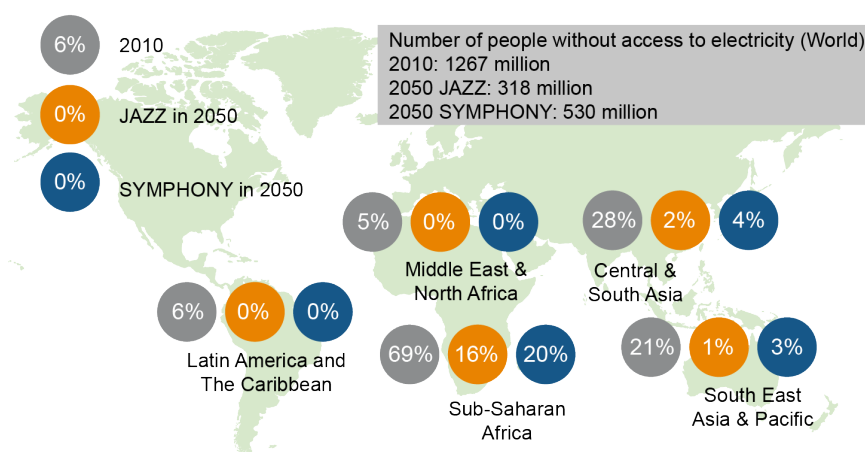 6%
2010
0%
JAZZ in 2050
0%
SYMPHONY in 2050
Number of people without access to electricity (World)
2010: 1267 million
2050 JAZZ: 318 million
2050 SYMPHONY: 530 million
5% 0% 0%
Middle East &
North Africa
28% 2% 4%
Central &
South Asia
6% 0% 0%
Latin America and
The Caribbean
69% 16% 20%
Sub-Saharan
Africa
21% 1% 3%
South East
Asia & Pacific